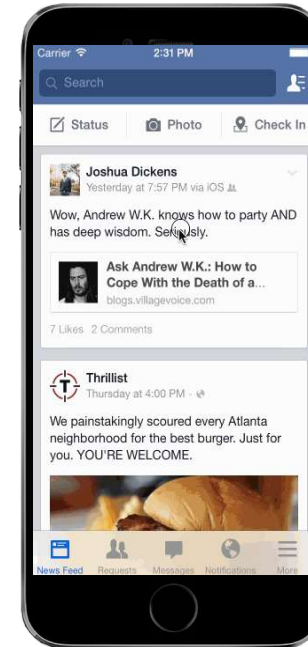 Carrier 2:31 PM
Search
Status Photo Check In
Joshua Dickens
Yesterday at 7:57 PM via iOS
Wow, Andrew W.K. knows how to party AND
has deep wisdom. Seriously.
Ask Andrew W.K.: How to
Cope With the Death of a...
blogs.villagevoice.com
7 Likes 2 Comments
T
Thrillist
Thursday at 4:00 PM ·
We painstakingly scoured every Atlanta
neighborhood for the best burger. Just for
you. YOU'RE WELCOME.
News Feed Requests Messages Notifications More